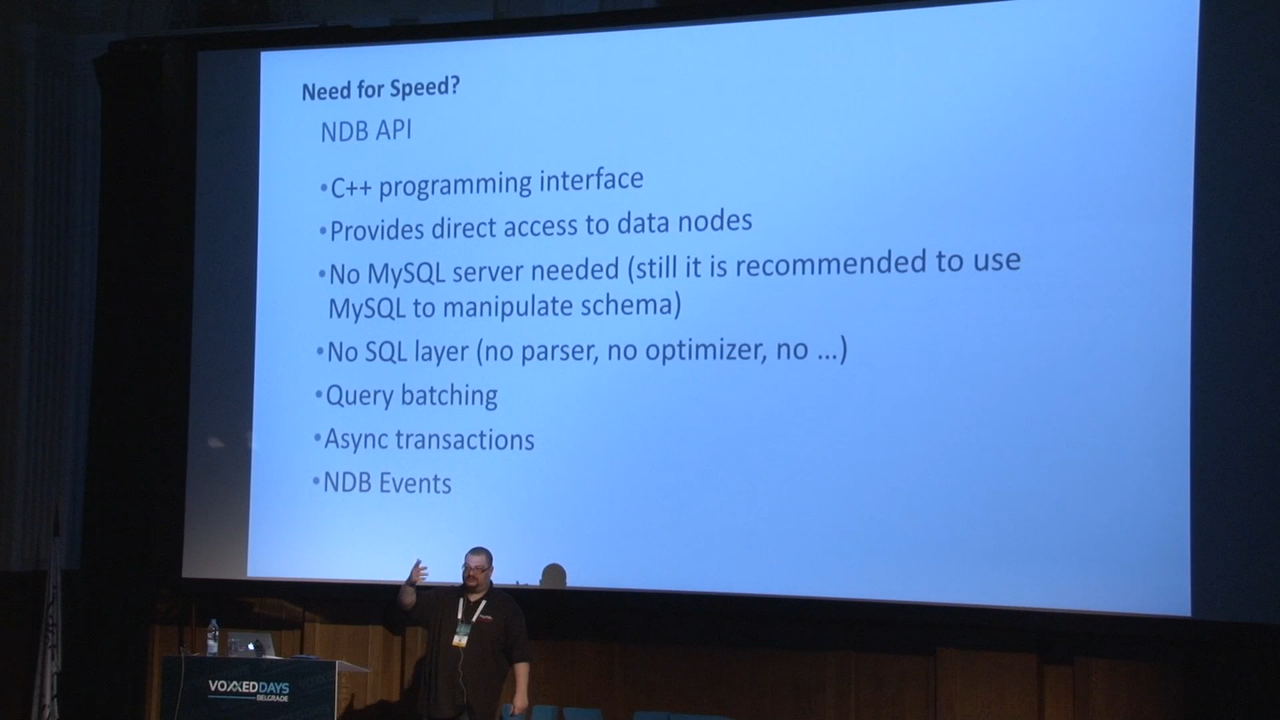 Need for Speed?
NDB API
•C++ programming interface
•Provides direct access to data nodes
•No MySQL server needed (still it is recommended to use
MySQL to manipulate schema)
•No SQL layer (no parser, no optimizer, no ...)
•Query batching
•Async transactions
•NDB Events
VOXXEDDAYS
BELGRADE